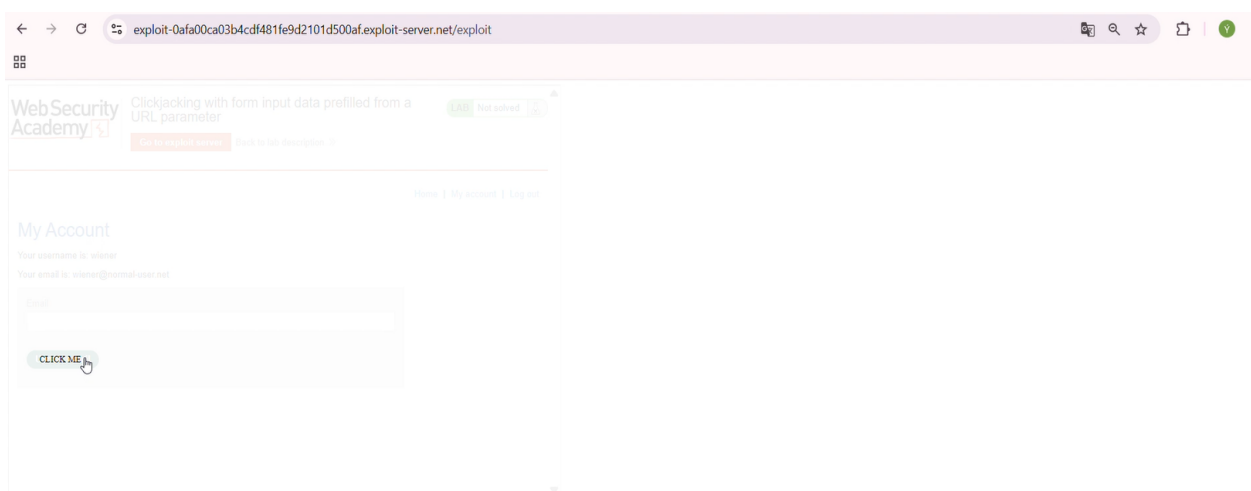 exploit-0afa00ca03b4cdf481fe9d2101d500af.exploit-server.net/exploit
Ý
Web Security
Academy
Clickjacking with form input data prefilled from a
URL parameter
LAB Not solved
Go to exploit server Back to lab description
Home | My account | Log out
My Account
Your username is: wiener
Your email is: wiener@normal-user.net
Email
CLICK ME